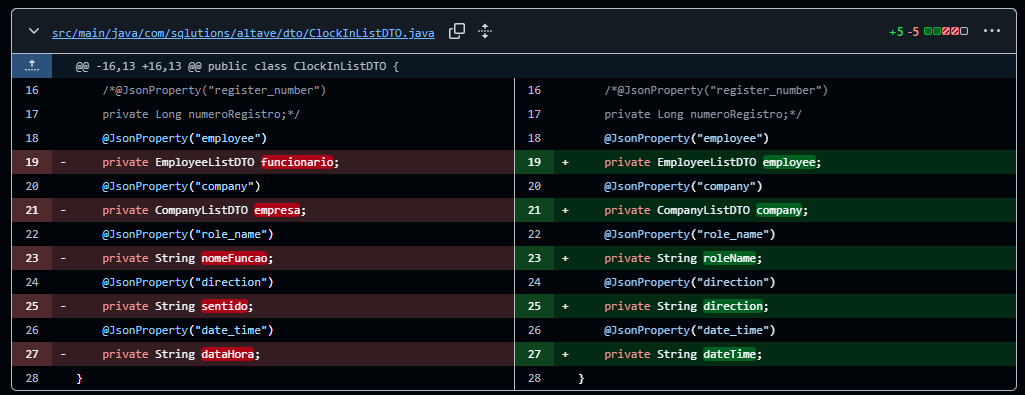 src/main/java/com/sqlutions/altave/dto/ClockInListDTO.java +5 -5
@@ -16,13 +16,13 @@ public class ClockInListDTO {
16 /*@JsonProperty("register_number")
17 private Long numeroRegistro;*/
18 @JsonProperty("employee")
19 - private EmployeeListDTO funcionario;
20 @JsonProperty("company")
21 - private CompanyListDTO empresa;
22 @JsonProperty("role_name")
23 - private String nomeFuncao;
24 @JsonProperty("direction")
25 - private String sentido;
26 @JsonProperty("date_time")
27 - private String dataHora;
28 }
16 /*@JsonProperty("register_number")
17 private Long numeroRegistro;*/
18 @JsonProperty("employee")
19 + private EmployeeListDTO employee;
20 @JsonProperty("company")
21 + private CompanyListDTO company;
22 @JsonProperty("role_name")
23 + private String roleName;
24 @JsonProperty("direction")
25 + private String direction;
26 @JsonProperty("date_time")
27 + private String dateTime;
28 }